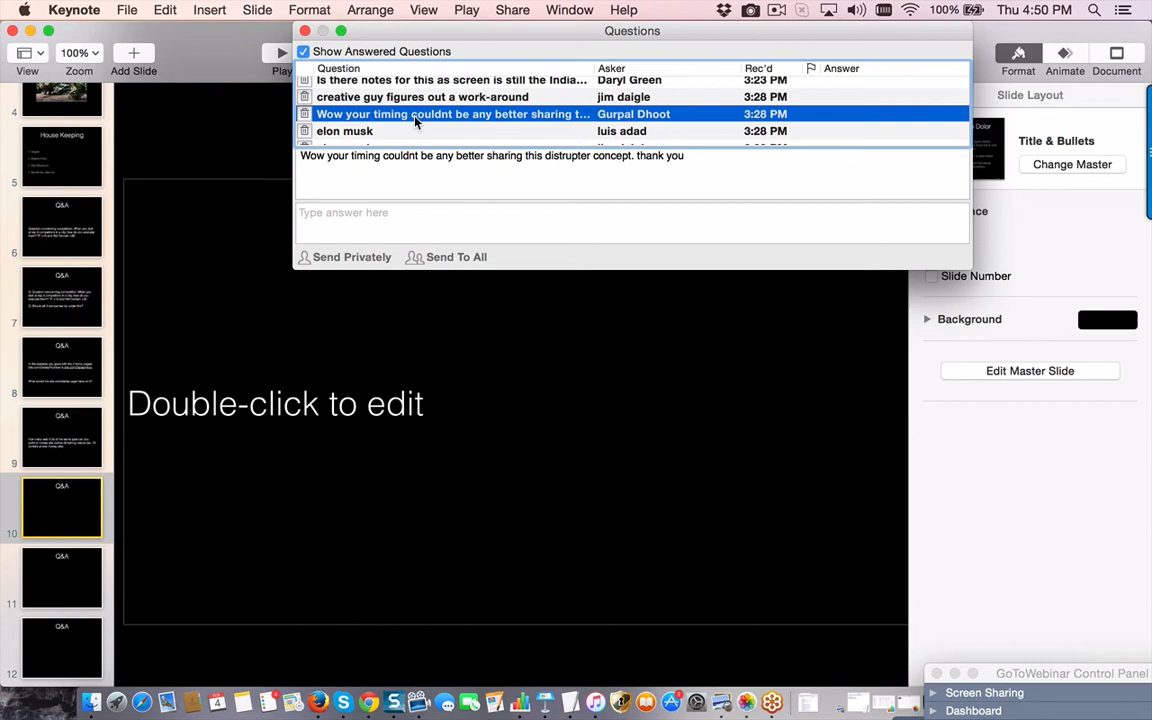 Keynote File Edit Insert Slide Format Arrange View Play Share Window Help 100% Thu 4:50 PM
Questions
100%
View Zoom Add Slide Play Format Animate Document
Show Answered Questions
Question Asker Rec'd Answer
Is there notes for this as screen is still the India... Daryl Green 3:23 PM
creative guy figures out a work-around jim daigle 3:28 PM
Wow your timing couldnt be any better sharing t... Gurpal Dhoot 3:28 PM
elon musk luis adad 3:28 PM
Wow your timing couldnt be any better sharing this distrupter concept. thank you
Type answer here
Send Privately Send To All
Slide Layout
Title & Bullets
Change Master
Slide Number
Background
Edit Master Slide
Double-click to edit
4
House Keeping
5
Q&A
6
Q&A
7
Q&A
8
Q&A
9
Q&A
10
Q&A
11
Q&A
12
GoToWebinar Control Panel
Screen Sharing
Dashboard